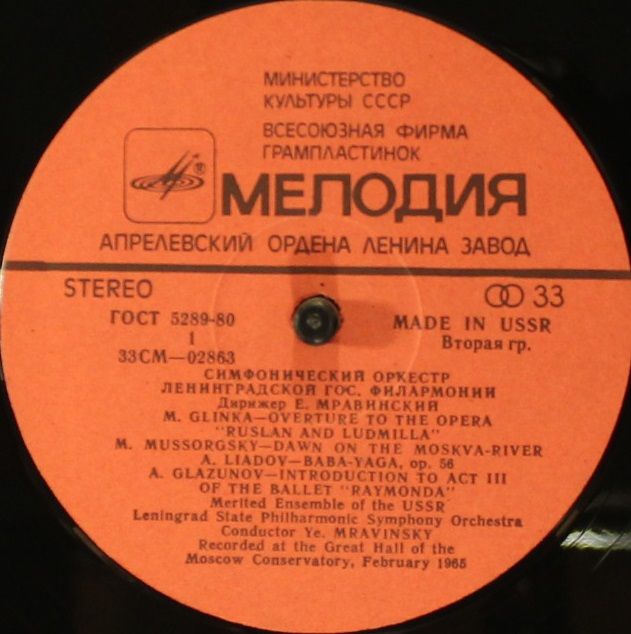 МИНИСТЕРСТВО
КУЛЬТУРЫ СССР
ВСЕСОЮЗНАЯ ФИРМА
ГРАМПЛАСТИНОК
МЕЛОДИЯ
АПРЕЛЕВСКИЙ ОРДЕНА ЛЕНИНА ЗАВОД
STEREO
33
ГОСТ 5289-80
MADE IN USSR
1
Вторая гр.
33СМ—02863
СИМФОНИЧЕСКИЙ ОРКЕСТР
ЛЕНИНГРАДСКОЙ ГОС. ФИЛАРМОНИИ
Дирижер Е. МРАВИНСКИЙ
M. GLINKA—OVERTURE TO THE OPERA
"RUSLAN AND LUDMILLA"
M. MUSSORGSKY—DAWN ON THE MOSKVA-RIVER
A. LIADOV—BABA-YAGA, op. 56
A. GLAZUNOV—INTRODUCTION TO ACT III
OF THE BALLET "RAYMONDA"
Merited Ensemble of the USSR
Leningrad State Philharmonic Symphony Orchestra
Conductor Ye. MRAVINSKY
Recorded at the Great Hall of the
Moscow Conservatory, February 1965